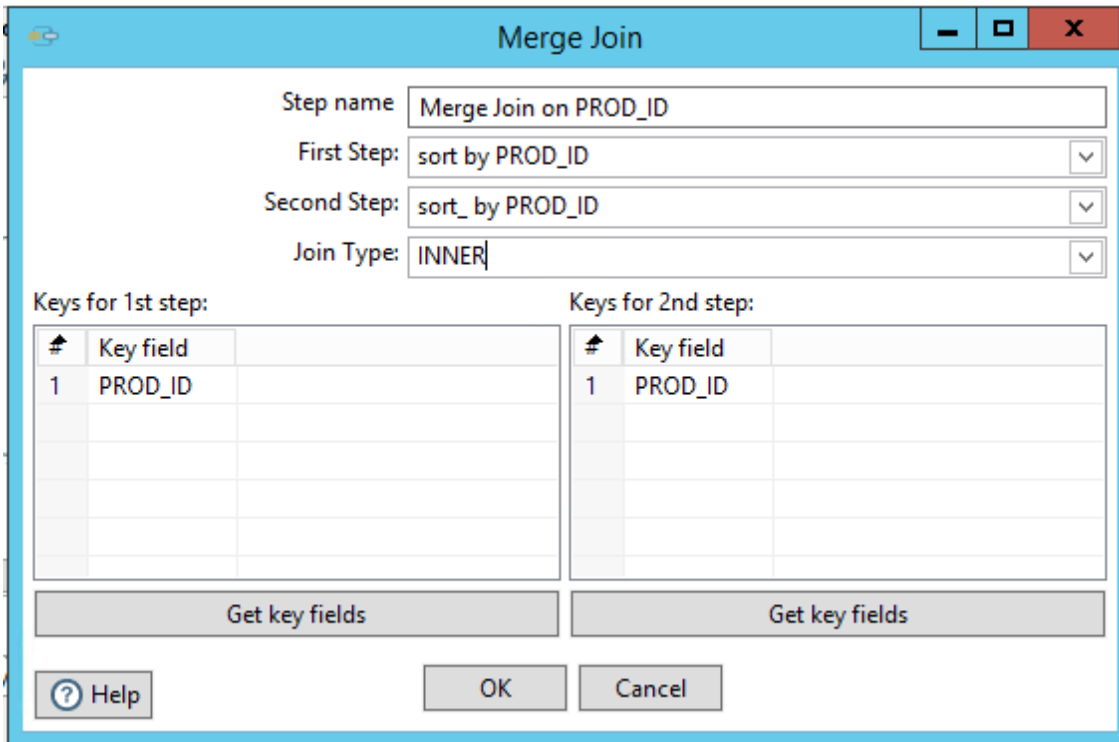 Merge Join
Step name Merge Join on PROD_ID
First Step: sort by PROD_ID
Second Step: sort_ by PROD_ID
Join Type: INNER
Keys for 1st step: Keys for 2nd step:
# Key field # Key field
1 PROD_ID 1 PROD_ID
Get key fields Get key fields
? Help OK Cancel